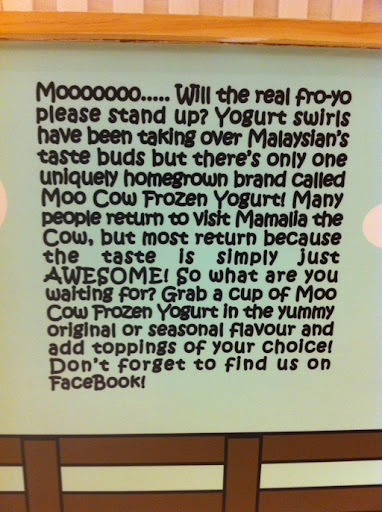 Mooooooo..... Will the real fro-yo
please stand up? Yogurt swirls
have been taking over Malaysian's
taste buds but there's only one
uniquely homegrown brand called
Moo Cow Frozen Yogurt! Many
people return to visit Mamalia the
Cow, but most return because
the taste is simply just
AWESOME! So what are you
waiting for? Grab a cup of Moo
Cow Frozen Yogurt in the yummy
original or seasonal flavour and
add toppings of your choice!
Don't forget to find us on
FaceBook!